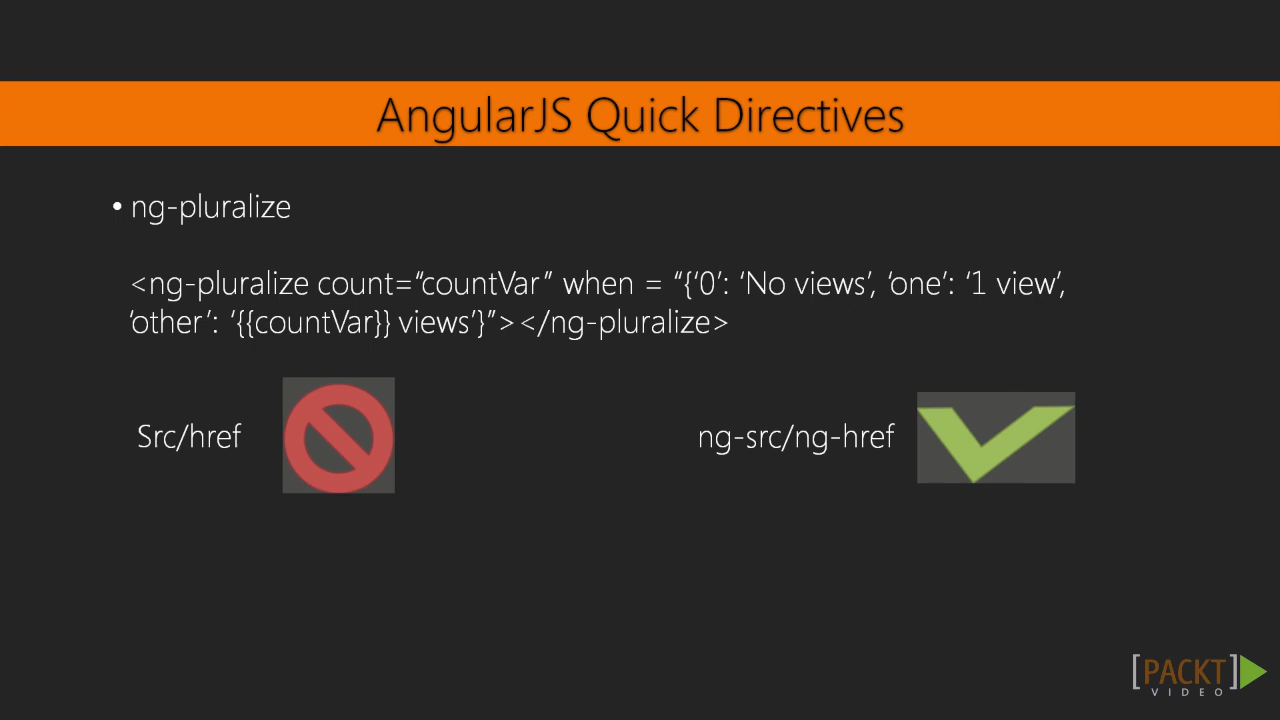 AngularJS Quick Directives
• ng-pluralize
<ng-pluralize count=“countVar” when = “{‘0’: ‘No views’, ‘one’: ‘1 view’,
‘other’: ‘{{countVar}} views’}”></ng-pluralize>
Src/href
ng-src/ng-href
[PACKT]
VIDEO